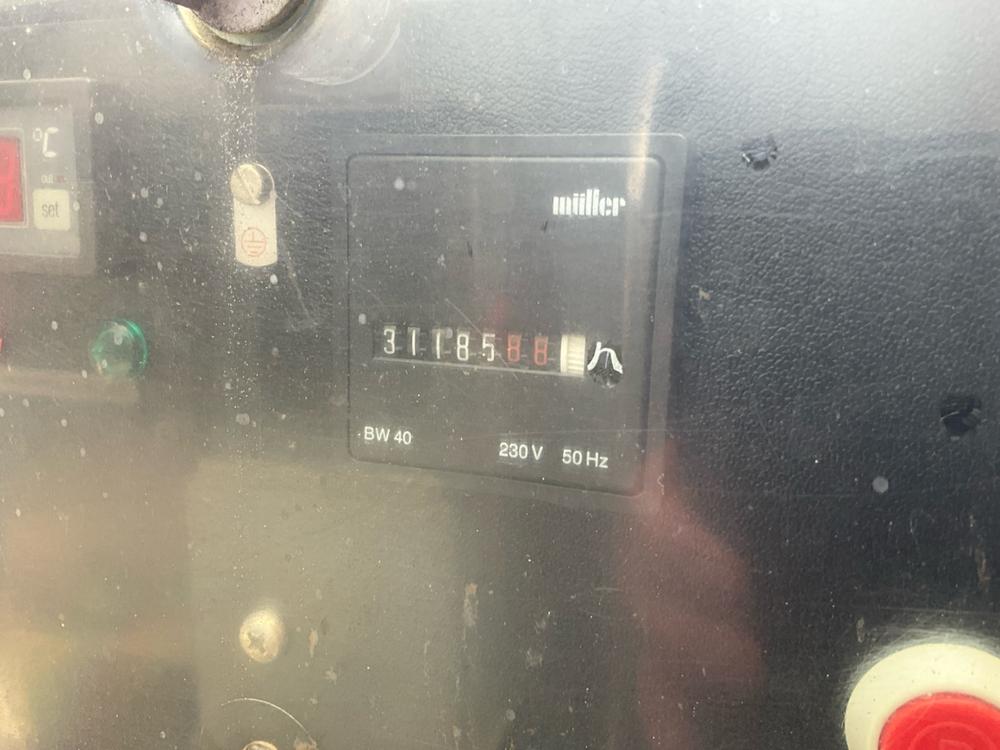 °C
set
müller
3118588
h
BW 40
230 V 50 Hz